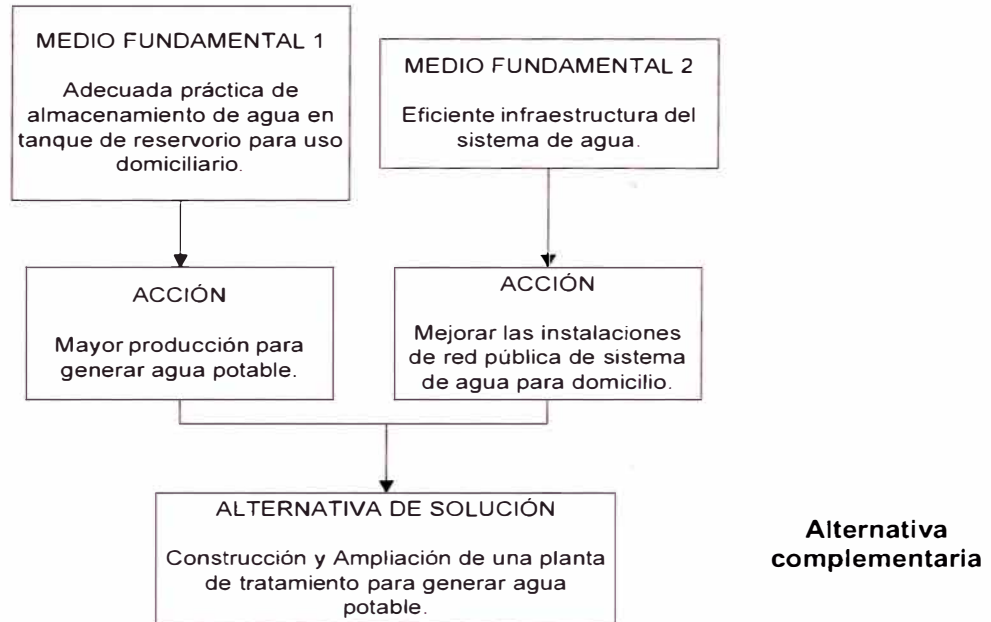 MEDIO FUNDAMENTAL 1
Adecuada práctica de
almacenamiento de agua en
tanque de reservorio para uso
domiciliario.
MEDIO FUNDAMENTAL 2
Eficiente infraestructura del
sistema de agua.
ACCIÓN
Mayor producción para
generar agua potable.
ACCIÓN
Mejorar las instalaciones
de red pública de sistema
de agua para domicilio.
ALTERNATIVA DE SOLUCIÓN
Construcción y Ampliación de una planta
de tratamiento para generar agua
potable.
Alternativa
complementaria